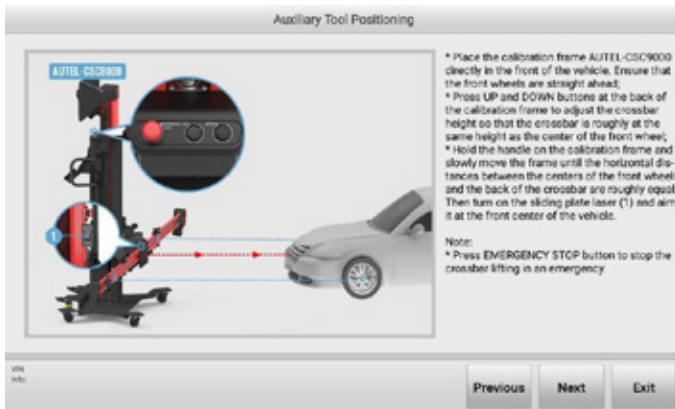 Auxiliary Tool Positioning
AUTEL-CSC9000
1
* Place the calibration frame AUTEL-CSC9000
directly in the front of the vehicle. Ensure that
the front wheels are straight ahead;
* Press UP and DOWN buttons at the back of
the calibration frame to adjust the crossbar
height so that the crossbar is roughly at the
same height as the center of the front wheel;
* Hold the handle on the calibration frame and
slowly move the frame until the horizontal dis-
tances between the centers of the front wheels
and the back of the crossbar are roughly equal.
Then turn on the sliding plate laser (1) and aim
it at the front center of the vehicle.
Note:
* Press EMERGENCY STOP button to stop the
crossbar lifting in an emergency.
VIN
Info:
Previous Next Exit